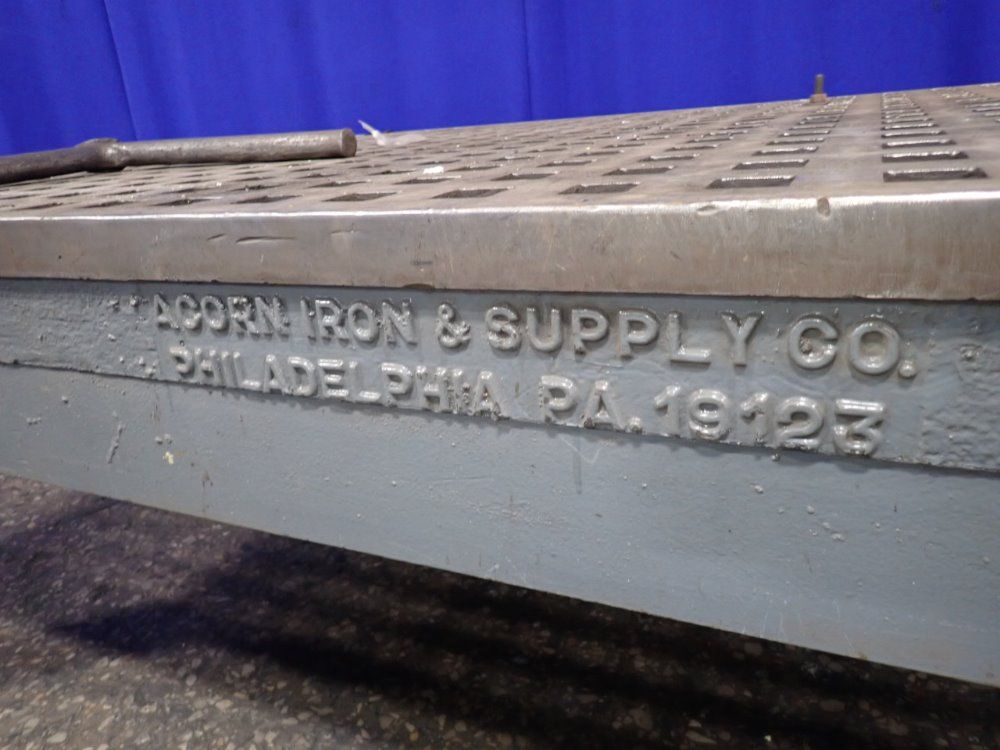 ACORN IRON & SUPPLY CO.
PHILADELPHIA PA. 19123